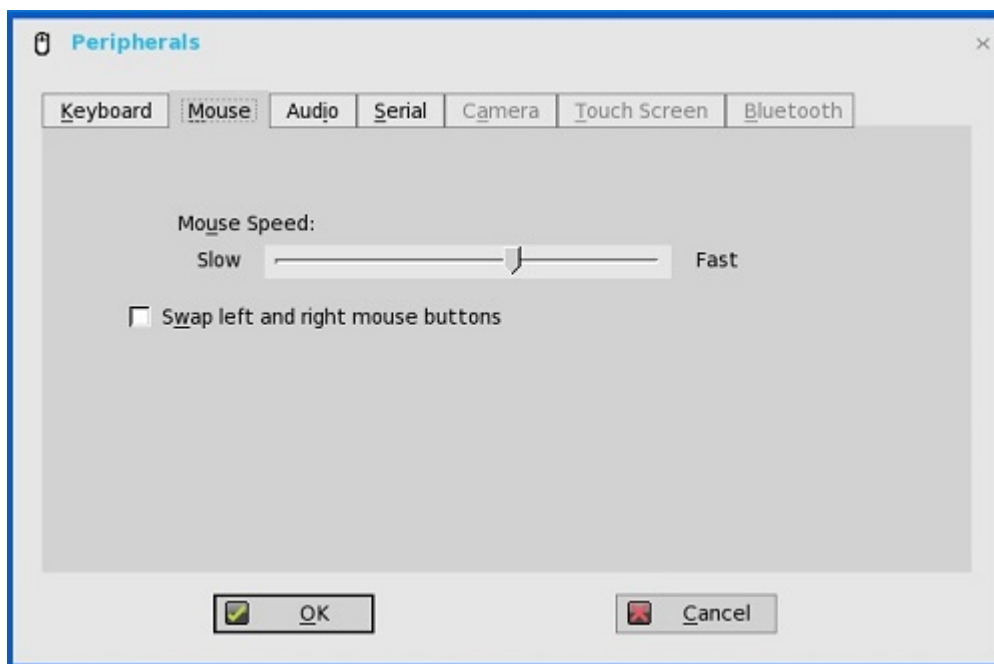 Peripherals
Keyboard Mouse Audio Serial Camera Touch Screen Bluetooth
Mouse Speed:
Slow Fast
Swap left and right mouse buttons
OK Cancel